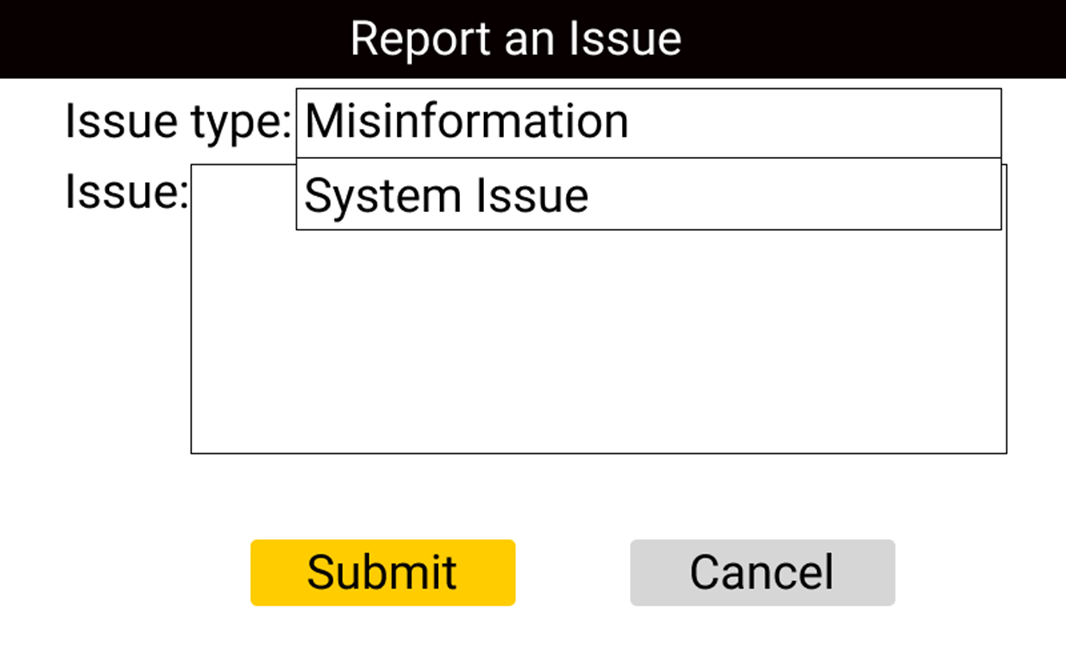 Report an Issue
Issue type: Misinformation
Issue: System Issue
Submit Cancel